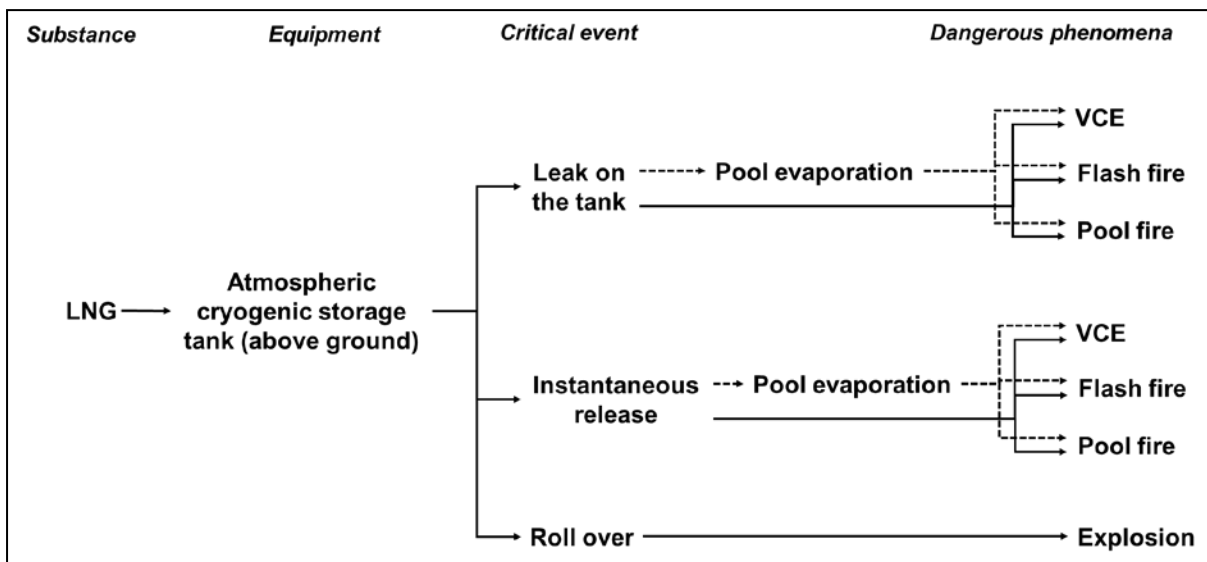 Substance Equipment Critical event Dangerous phenomena
VCE
Leak on
the tank
Pool evaporation
Flash fire
Pool fire
LNG
Atmospheric
cryogenic storage
tank (above ground)
VCE
Instantaneous
release
Pool evaporation
Flash fire
Pool fire
Roll over
Explosion